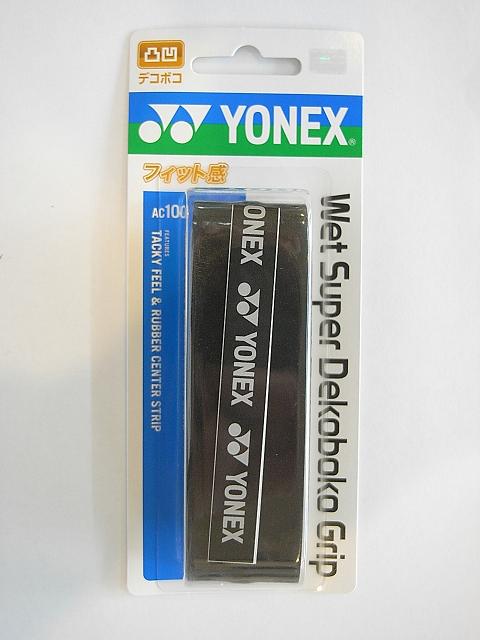 凸凹
デコボコ
YONEX®
フィット感
AC100
FEATURES
TACKY FEEL & RUBBER CENTER STRIP
Wet Super Dekoboko Grip
ONEX
YONEX
YONEX